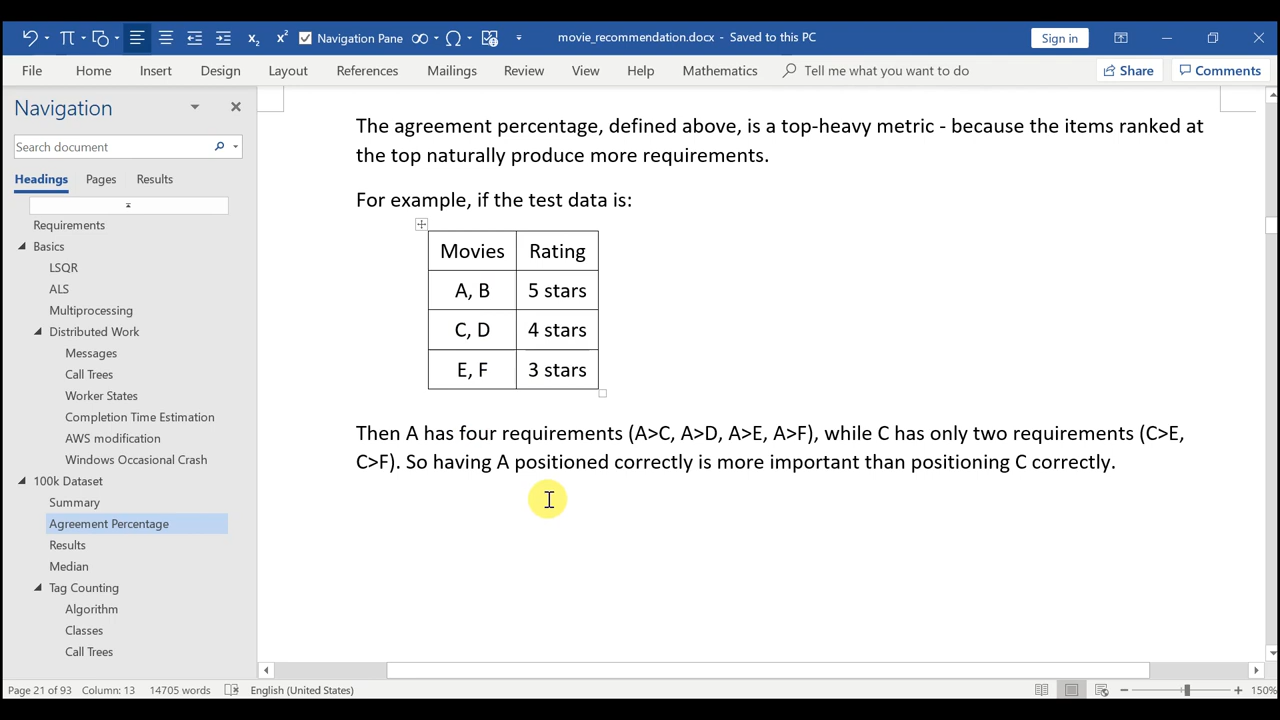 Navigation Pane
movie_recommendation.docx - Saved to this PC
Sign in
File Home Insert Design Layout References Mailings Review View Help Mathematics Tell me what you want to do Share Comments
Navigation
Search document
Headings Pages Results
Requirements
Basics
LSQR
ALS
Multiprocessing
Distributed Work
Messages
Call Trees
Worker States
Completion Time Estimation
AWS modification
Windows Occasional Crash
100k Dataset
Summary
Agreement Percentage
Results
Median
Tag Counting
Algorithm
Classes
Call Trees
The agreement percentage, defined above, is a top-heavy metric - because the items ranked at
the top naturally produce more requirements.
For example, if the test data is:
Movies Rating
A, B 5 stars
C, D 4 stars
E, F 3 stars
Then A has four requirements (A>C, A>D, A>E, A>F), while C has only two requirements (C>E,
C>F). So having A positioned correctly is more important than positioning C correctly.
Page 21 of 93 Column: 13 14705 words English (United States) 150%